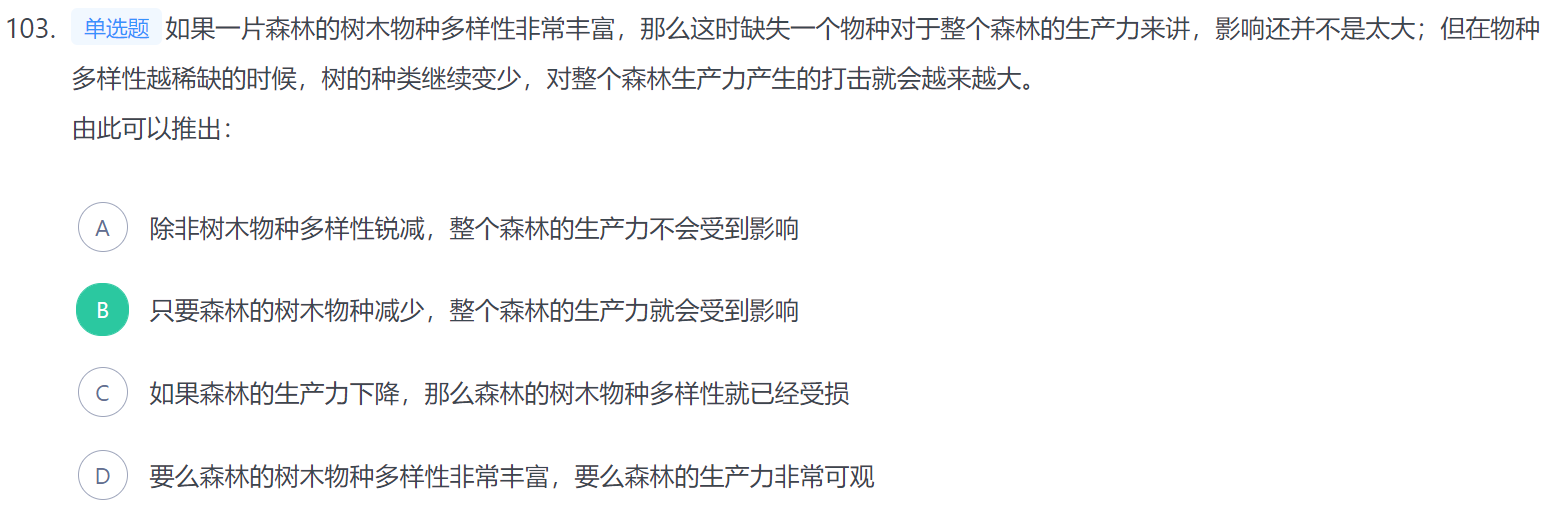 103. 单选题 如果一片森林的树木物种多样性非常丰富，那么这时缺失一个物种对于整个森林的生产力来讲，影响还并不是太大；但在物种
多样性越稀缺的时候，树的种类继续变少，对整个森林生产力产生的打击就会越来越大。
由此可以推出：
A 除非树木物种多样性锐减，整个森林的生产力不会受到影响
B 只要森林的树木物种减少，整个森林的生产力就会受到影响
C 如果森林的生产力下降，那么森林的树木物种多样性就已经受损
D 要么森林的树木物种多样性非常丰富，要么森林的生产力非常可观